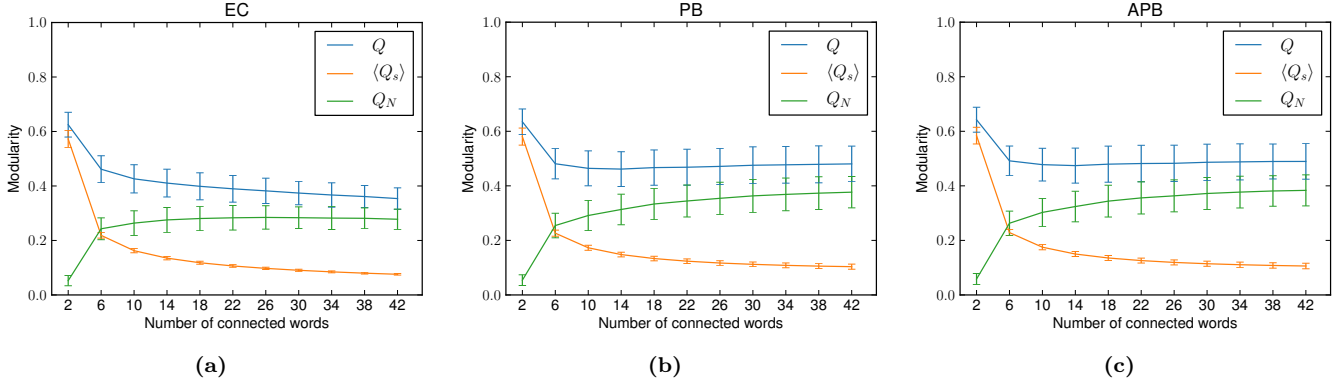 EC
1.0
0.8
0.6
0.4
0.2
0.0
Modularity
Q
⟨Q_s⟩
Q_N
2 6 10 14 18 22 26 30 34 38 42
Number of connected words
(a)
PB
1.0
0.8
0.6
0.4
0.2
0.0
Modularity
Q
⟨Q_s⟩
Q_N
2 6 10 14 18 22 26 30 34 38 42
Number of connected words
(b)
APB
1.0
0.8
0.6
0.4
0.2
0.0
Modularity
Q
⟨Q_s⟩
Q_N
2 6 10 14 18 22 26 30 34 38 42
Number of connected words
(c)